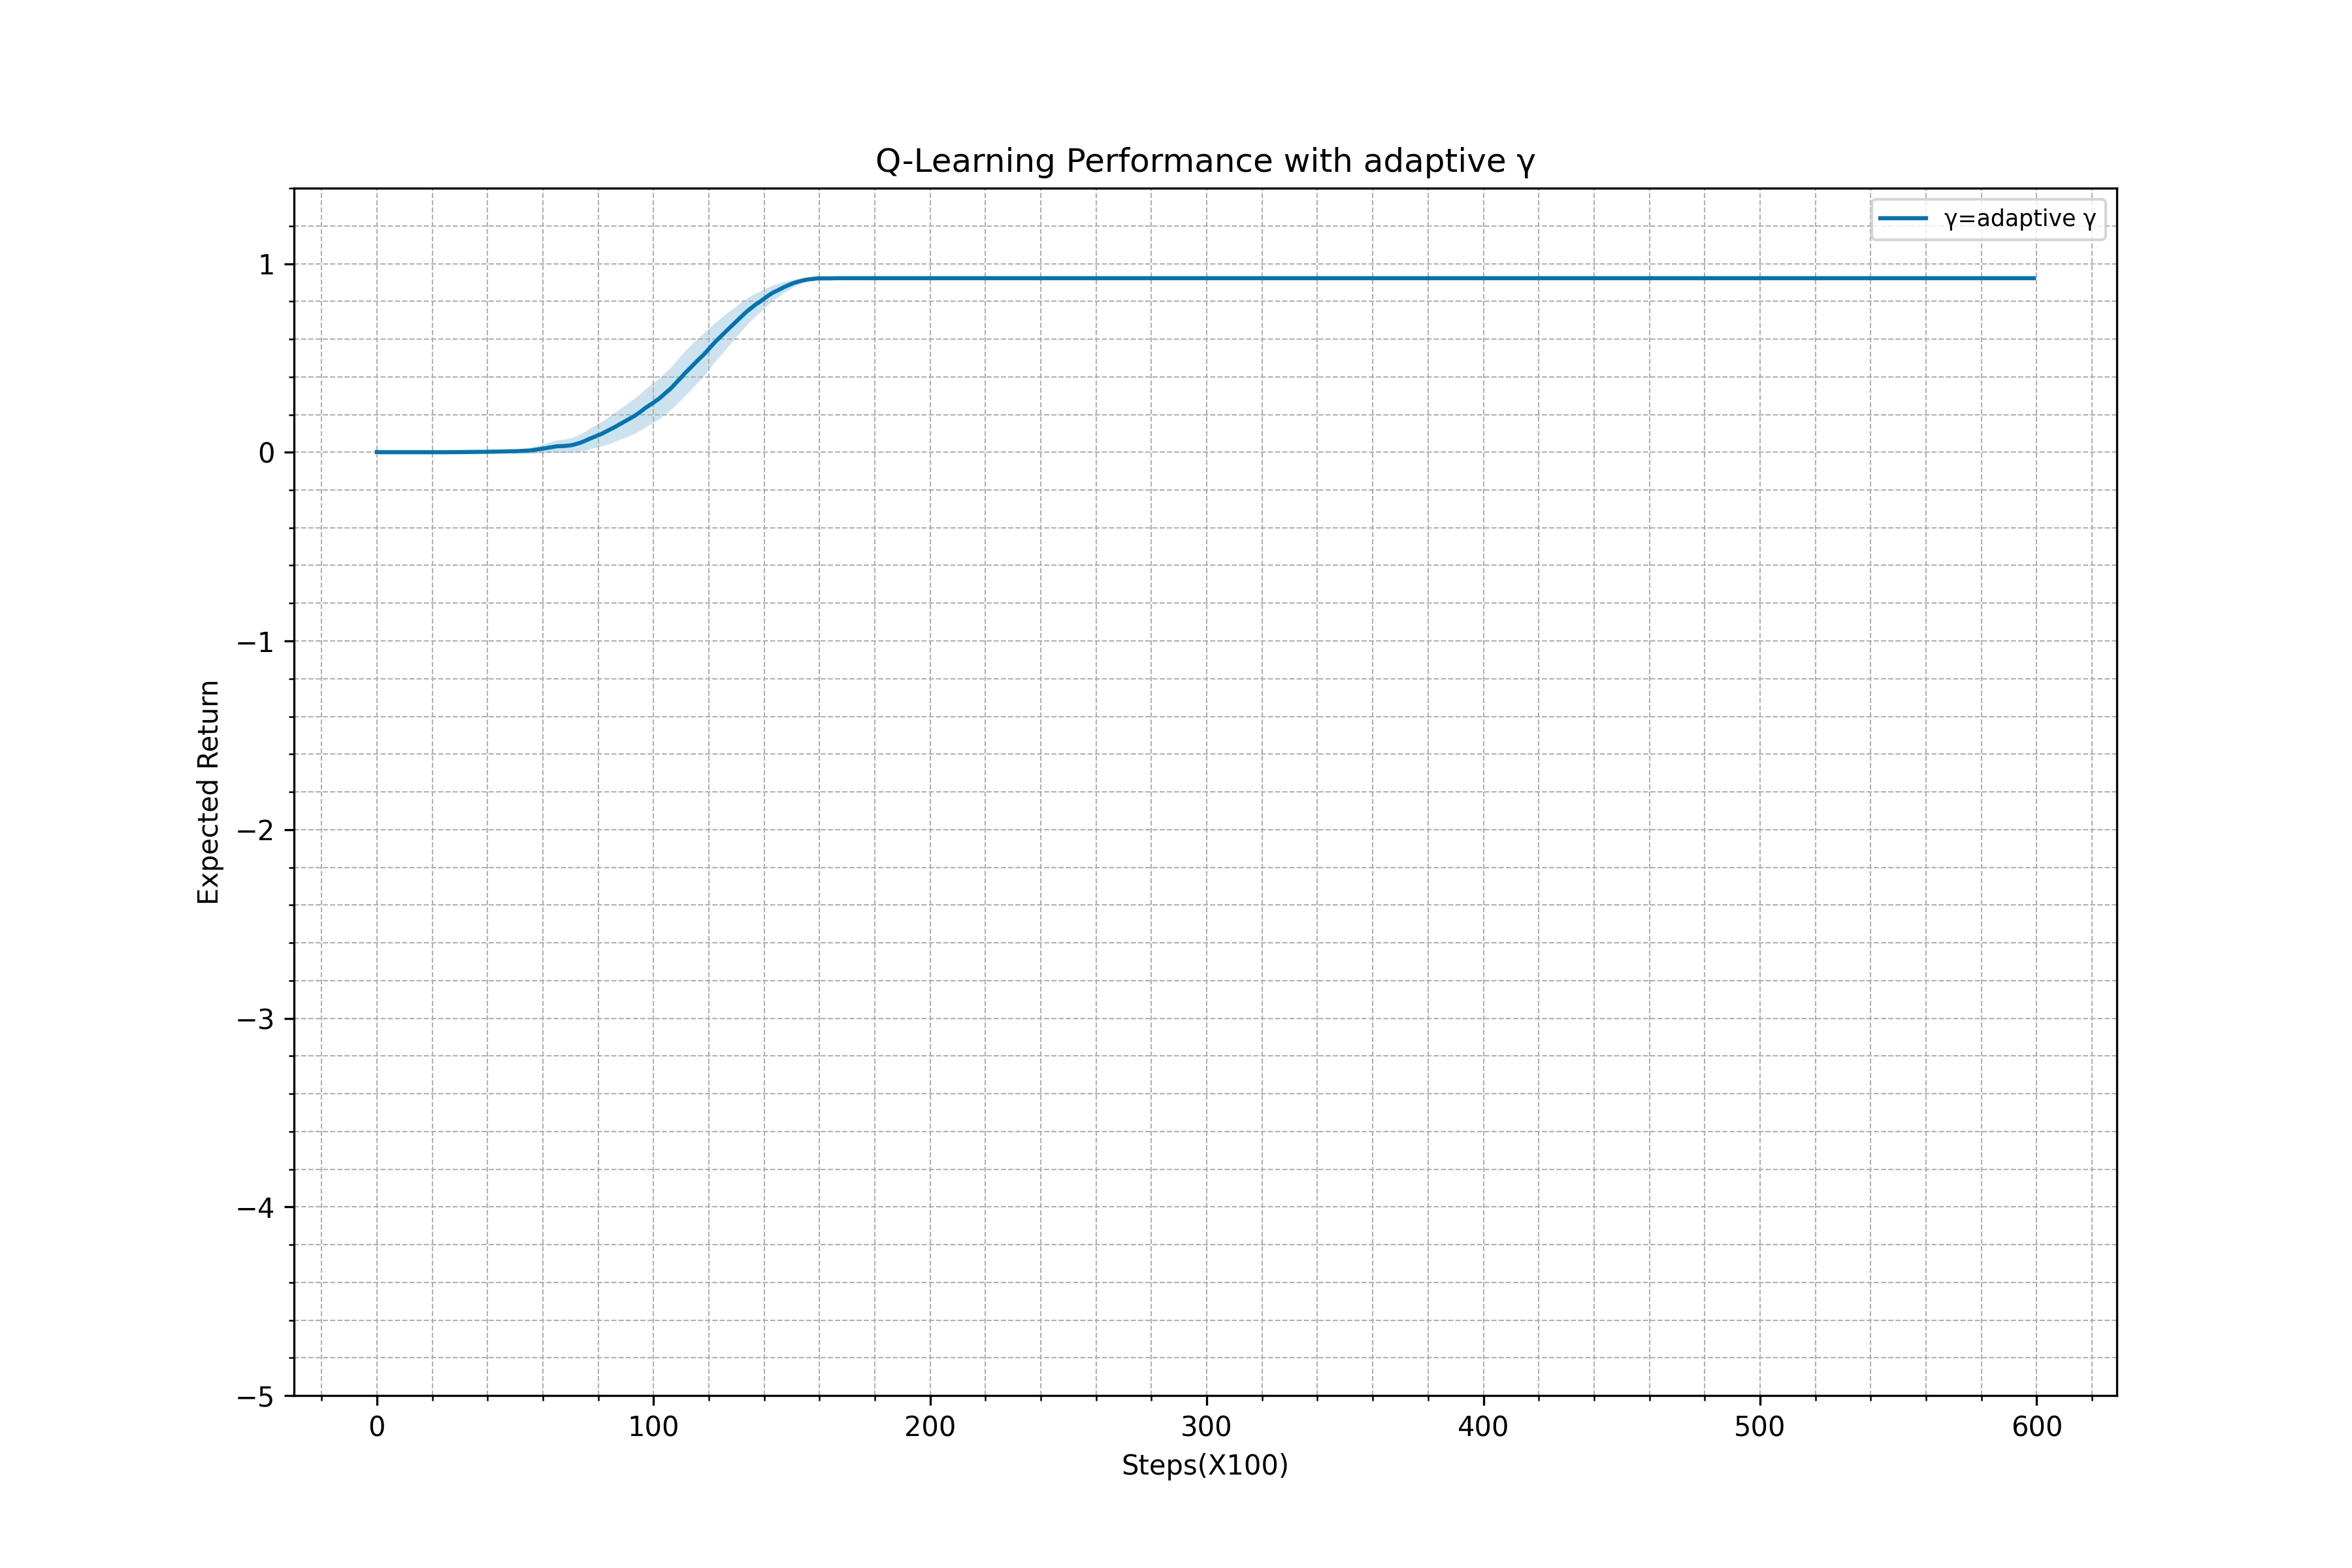 Q-Learning Performance with adaptive γ
γ=adaptive γ
1
0
−1
−2
−3
−4
−5
Expected Return
0 100 200 300 400 500 600
Steps(X100)